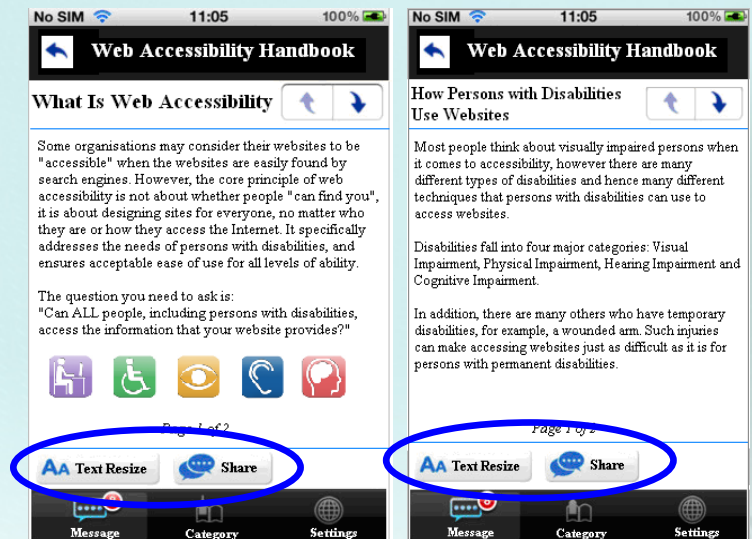 No SIM 11:05 100%
Web Accessibility Handbook
What Is Web Accessibility
Some organisations may consider their websites to be
"accessible" when the websites are easily found by
search engines. However, the core principle of web
accessibility is not about whether people "can find you",
it is about designing sites for everyone, no matter who
they are or how they access the Internet. It specifically
addresses the needs of persons with disabilities, and
ensures acceptable ease of use for all levels of ability.
The question you need to ask is:
"Can ALL people, including persons with disabilities,
access the information that your website provides?"
Page 1 of 2
AA Text Resize
Share
Message
Category
Settings
No SIM 11:05 100%
Web Accessibility Handbook
How Persons with Disabilities
Use Websites
Most people think about visually impaired persons when
it comes to accessibility, however there are many
different types of disabilities and hence many different
techniques that persons with disabilities can use to
access websites.
Disabilities fall into four major categories: Visual
Impairment, Physical Impairment, Hearing Impairment and
Cognitive Impairment.
In addition, there are many others who have temporary
disabilities, for example, a wounded arm. Such injuries
can make accessing websites just as difficult as it is for
persons with permanent disabilities.
Page 1 of 2
AA Text Resize
Share
Message
Category
Settings